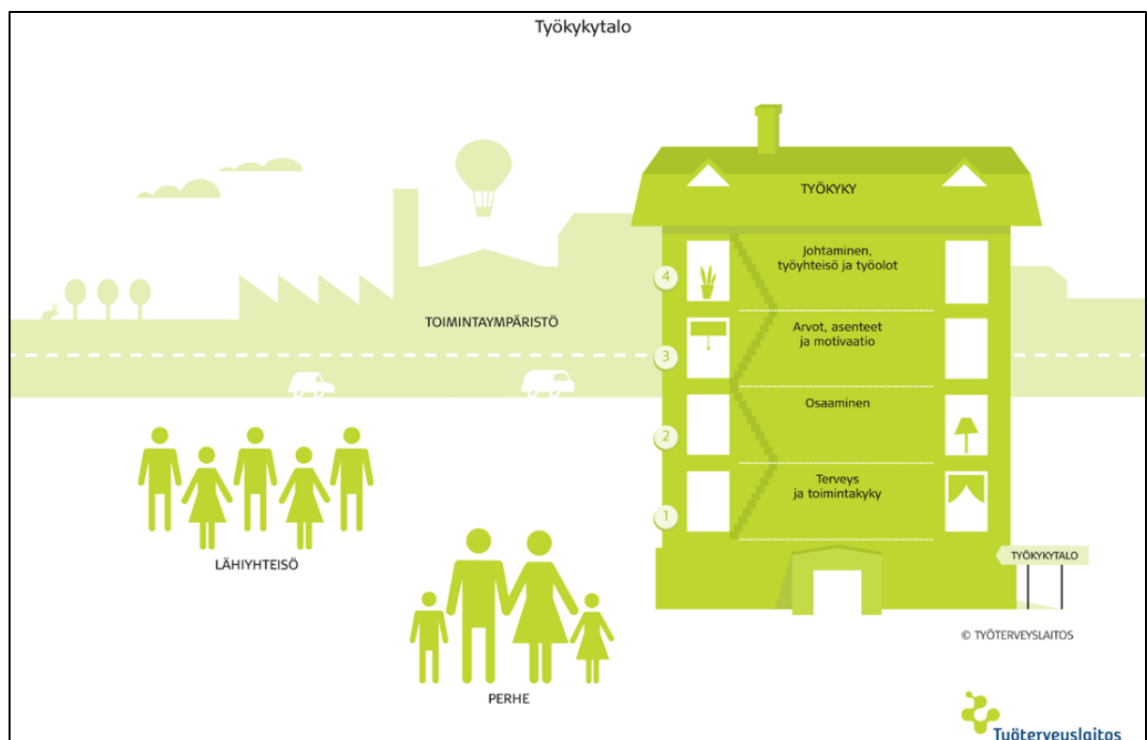 Työkykytalo
TYÖKYKY
4
Johtaminen,
työyhteisö ja työolot
TOIMINTAYMPÄRISTÖ
3
Arvot, asenteet
ja motivaatio
2
Osaaminen
1
Terveys
ja toimintakyky
LÄHIYHTEISÖ
TYÖKYKYTALO
PERHE
© TYÖTERVEYSLAITOS
Työterveyslaitos